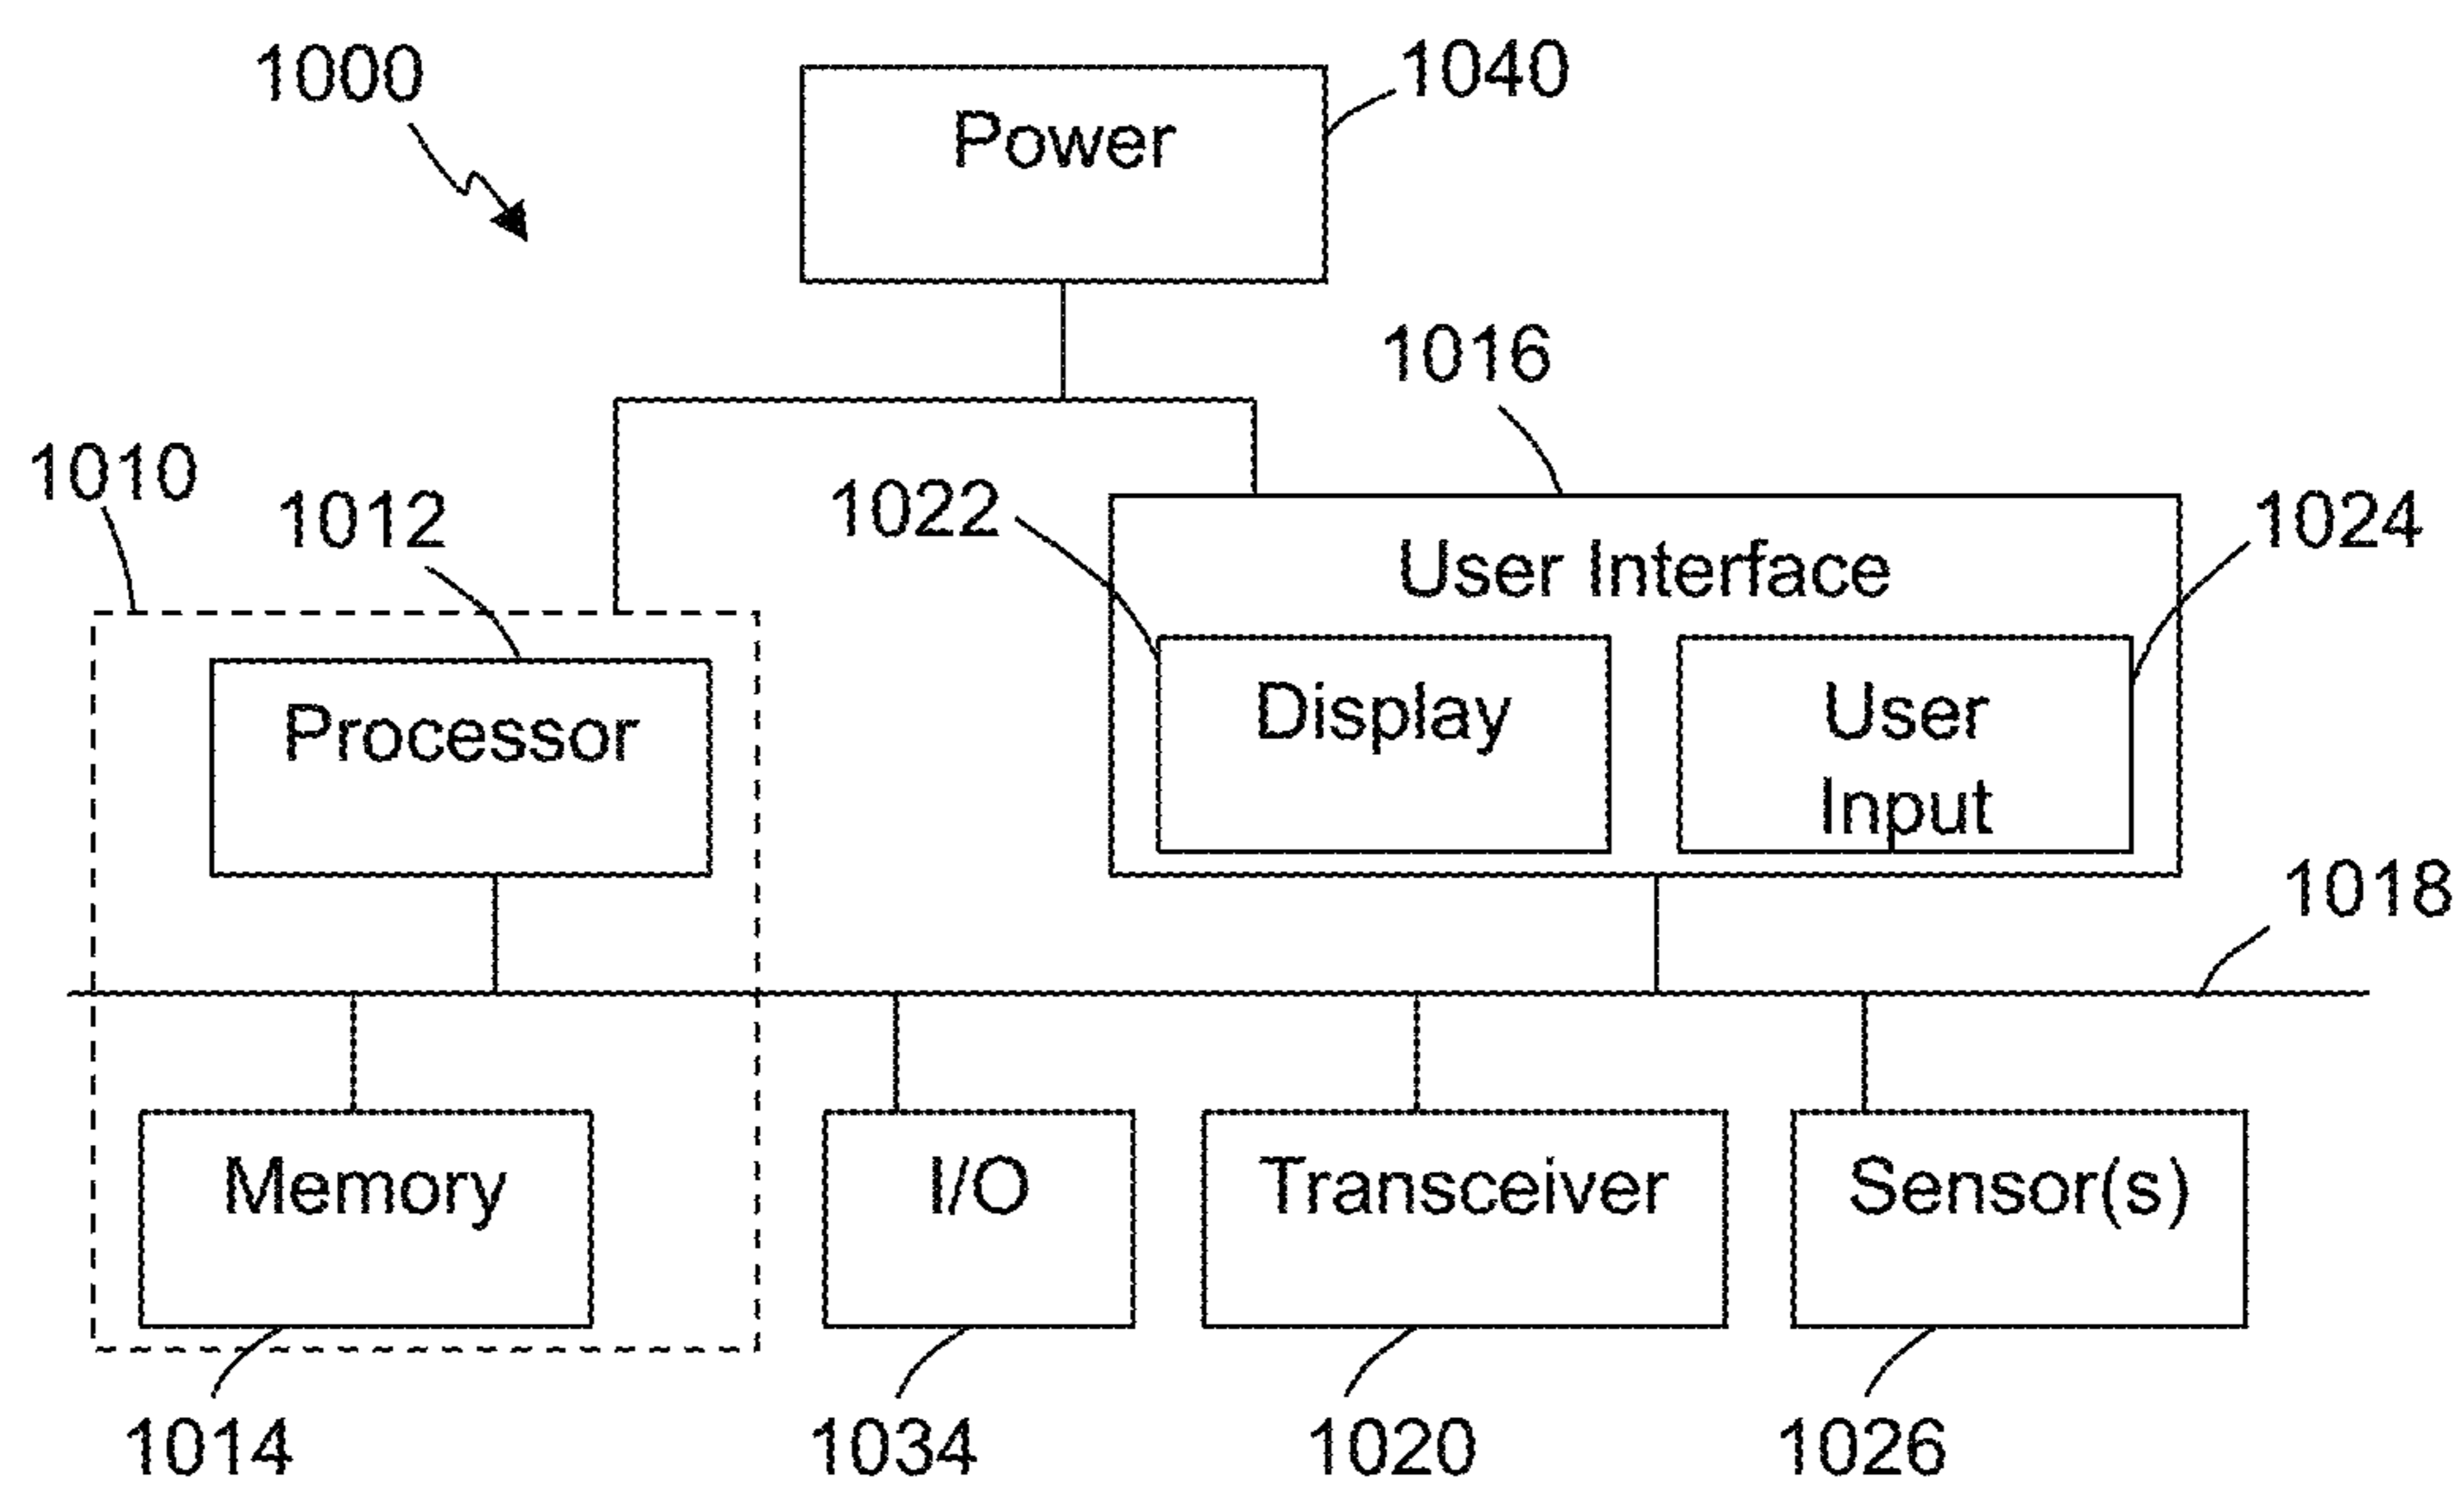 1000
1040
Power
1016
1010
1012
1022
1024
User Interface
Processor
Display
User
Input
1018
Memory
I/O
Transceiver
Sensor(s)
1014
1034
1020
1026